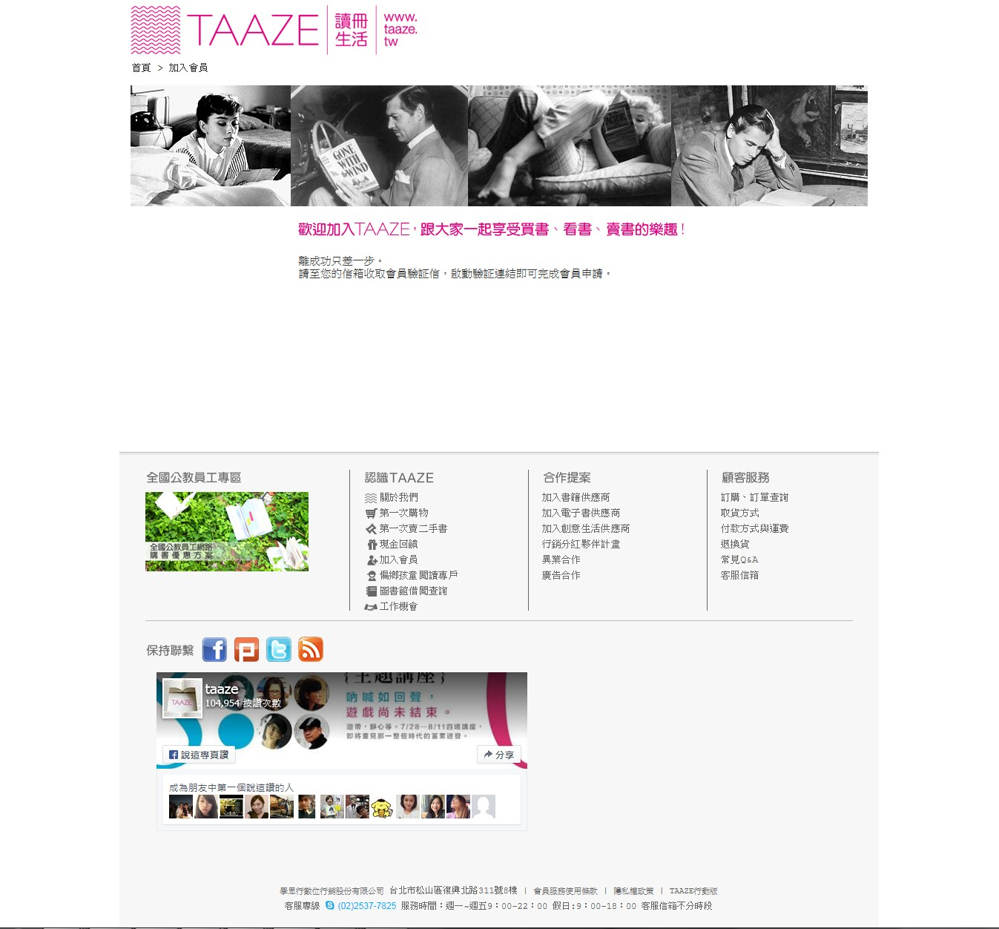 TAAZE 讀冊生活 www.taaze.tw
首頁 > 加入會員
GONE WITH THE WIND
歡迎加入TAAZE，跟大家一起享受買書、看書、賣書的樂趣！
離成功只差一步。
請至您的信箱收取會員驗証信，啟動驗証連結即可完成會員申請。
全國公教員工專區
全國公教員工網路
購書優惠方案
認識TAAZE
關於我們
第一次購物
第一次賣二手書
現金回饋
加入會員
偏鄉孩童閱讀專戶
圖書館借閱查詢
工作機會
合作提案
加入書籍供應商
加入電子書供應商
加入創意生活供應商
行銷分紅夥伴計畫
異業合作
廣告合作
顧客服務
訂購、訂單查詢
取貨方式
付款方式與運費
退換貨
常見Q&A
客服信箱
保持聯繫
TAAZE
taaze
104,954 按讚次數
{主題講座}
吶喊如回聲，
遊戲尚未結束。
7/28—8/11四場講座，
說這專頁讚
分享
成為朋友中第一個說這讚的人
學思行數位行銷股份有限公司 台北市松山區復興北路311號8樓 | 會員服務使用條款 | 隱私權政策 | TAAZE行動版
客服專線 (02)2537-7825 服務時間：週一~週五9：00-22：00 假日:9：00-18：00 客服信箱不分時段